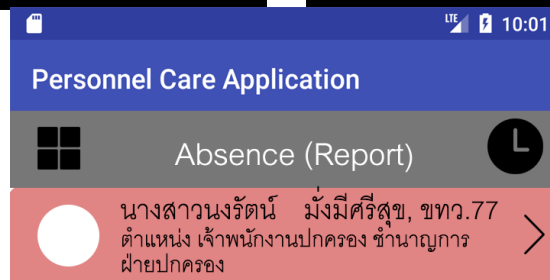 LTE 10:01
Personnel Care Application
Absence (Report)
นางสาวนงรัตน์ มั่งมีศรีสุข, ขทว.77
ตำแหน่ง เจ้าพนักงานปกครอง ชำนาญการ
ฝ่ายปกครอง